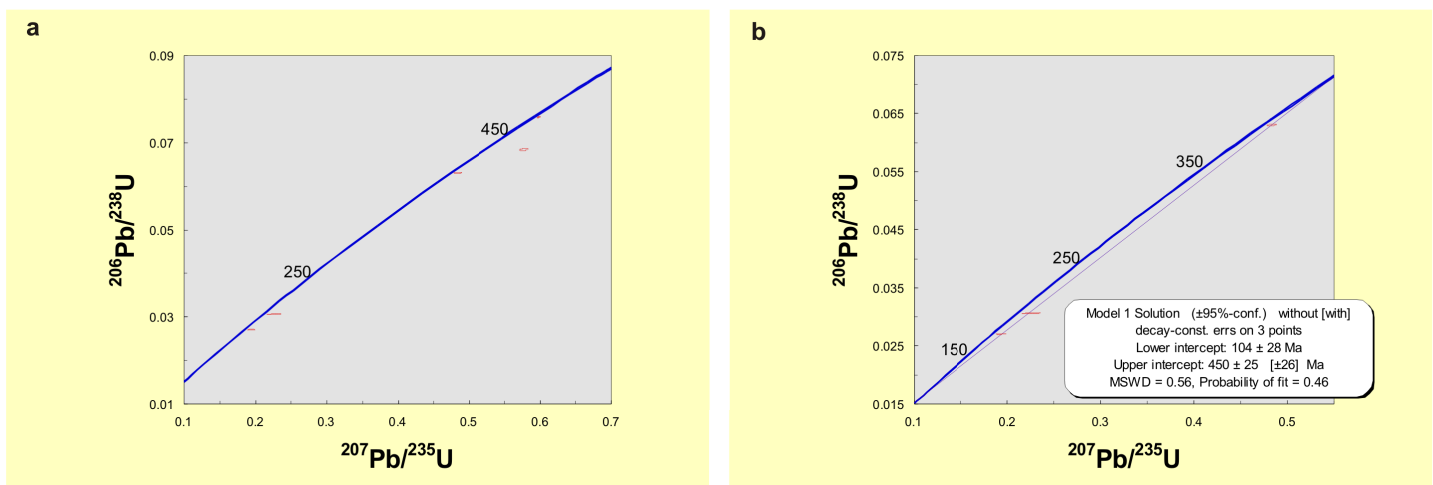 a
0.09
0.07
0.05
0.03
0.01
450
250
0.1 0.2 0.3 0.4 0.5 0.6 0.7
206Pb/238U
207Pb/235U
b
0.075
0.065
0.055
0.045
0.035
0.025
0.015
350
250
150
0.1 0.2 0.3 0.4 0.5
206Pb/238U
207Pb/235U
Model 1 Solution (±95%-conf.) without [with]
decay-const. errs on 3 points
Lower intercept: 104 ± 28 Ma
Upper intercept: 450 ± 25 [±26] Ma
MSWD = 0.56, Probability of fit = 0.46